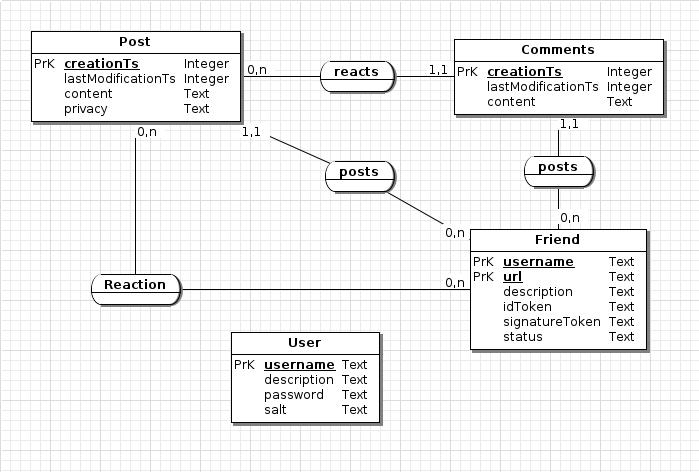 Post
PrK creationTs Integer
lastModificationTs Integer
content Text
privacy Text
0,n
reacts
1,1
Comments
PrK creationTs Integer
lastModificationTs Integer
content Text
0,n
1,1
posts
0,n
1,1
posts
0,n
Friend
PrK username Text
PrK url Text
description Text
idToken Text
signatureToken Text
status Text
Reaction
0,n
User
PrK username Text
description Text
password Text
salt Text